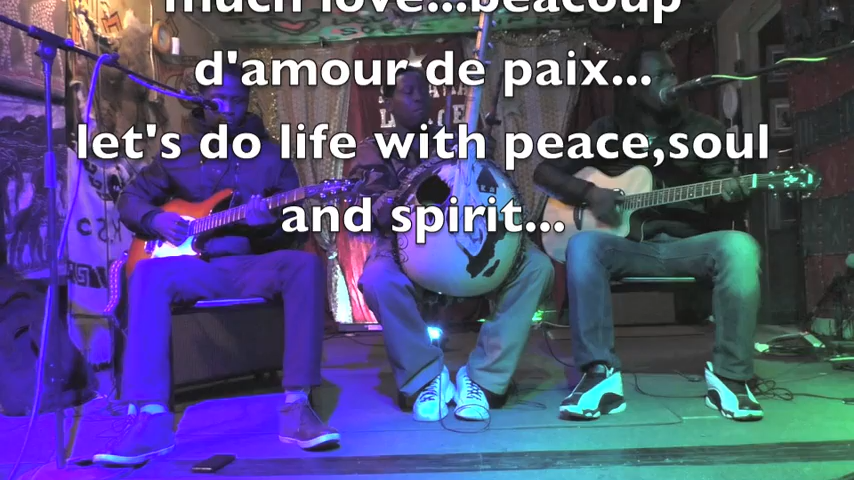 much love...beacoup
d'amour de paix...
let's do life with peace,soul
and spirit...